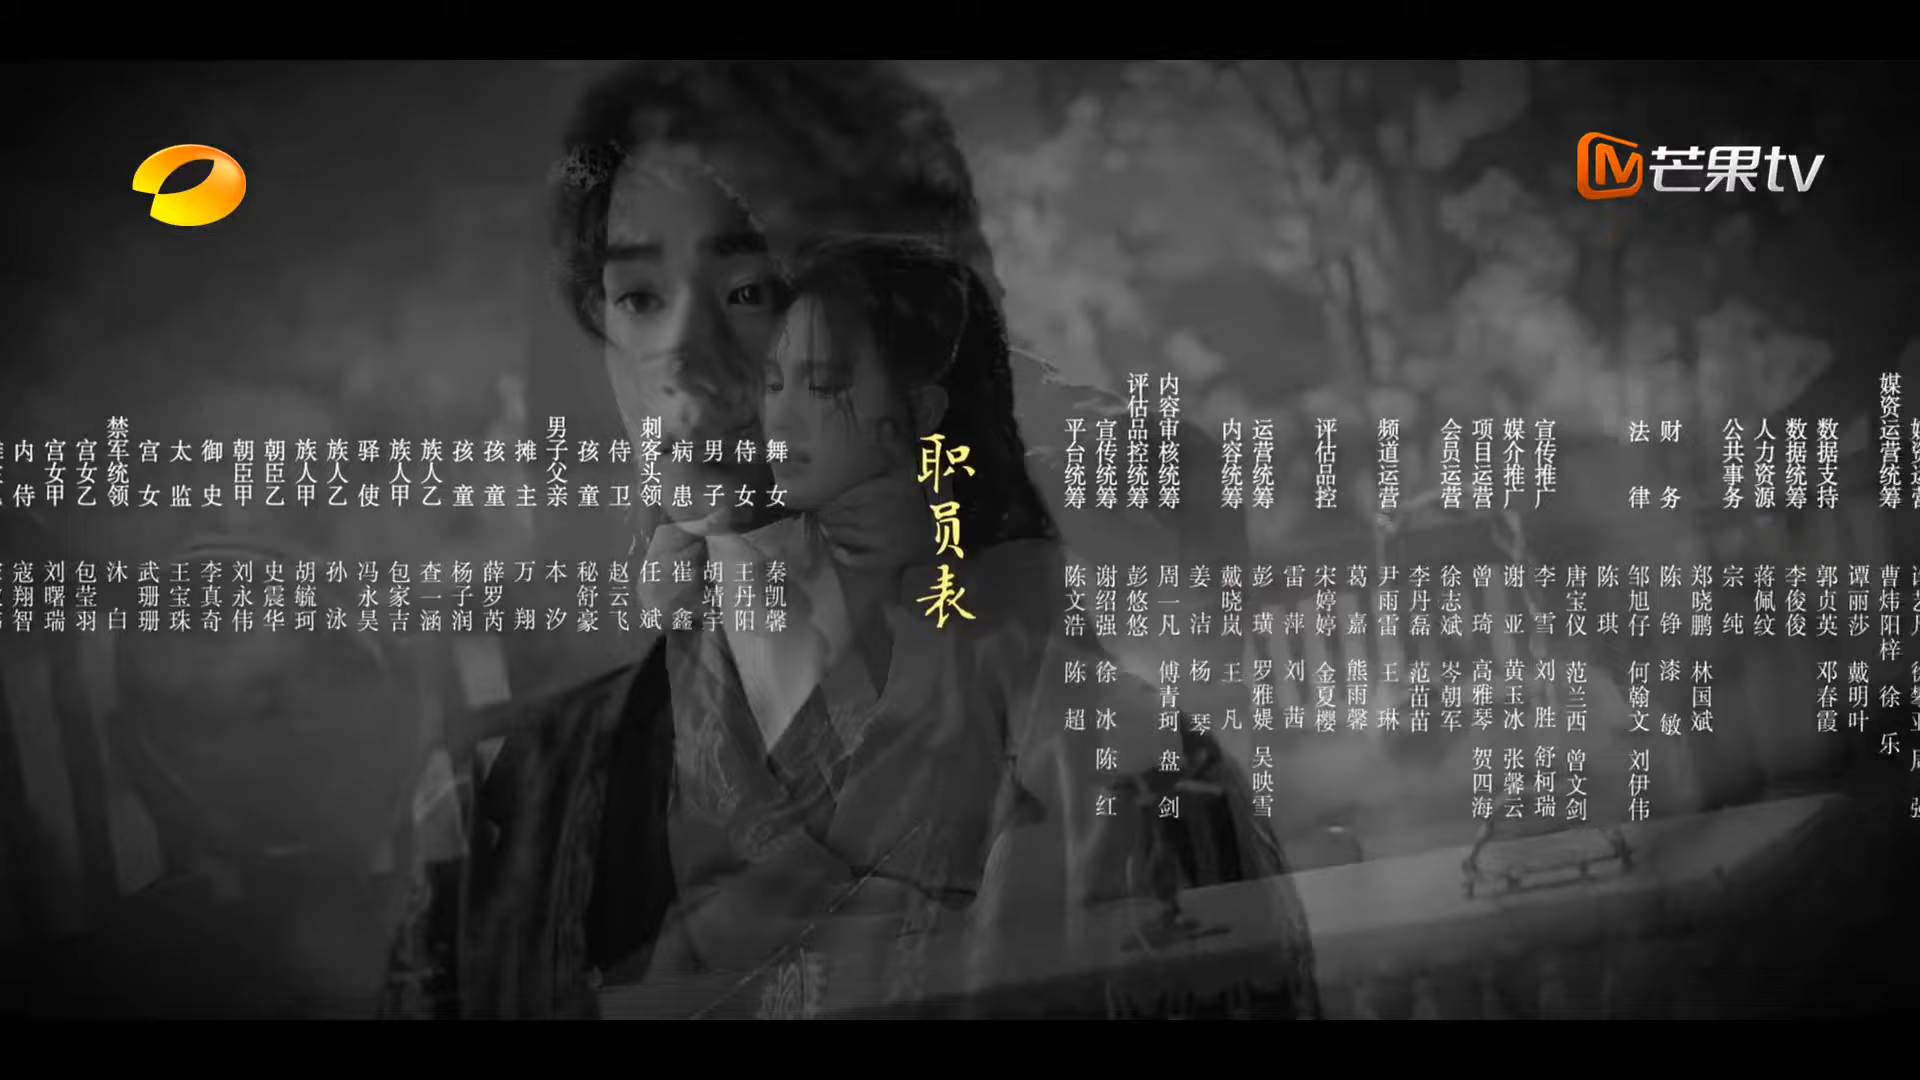 芒果tv
内侍 寇翔智
宫女甲 刘曙瑞
宫女乙 包莹羽
禁军统领 沐白
宫女 武珊珊
太监 王宝珠
御史 李真奇
朝臣甲 刘永伟
朝臣乙 史震华
族人甲 胡毓珂
族人乙 孙泳
驿使 冯永昊
族人甲 包家吉
族人乙 查一涵
孩童 杨子润
孩童 薛罗芮
摊主 万翔
男子父亲 本汐
孩童 秘舒豪
侍卫 赵云飞
刺客头领 任斌
病患 崔鑫
男子 胡靖宇
侍女 王丹阳
舞女 秦凯馨
职员表
平台统筹 陈文浩 陈超
宣传统筹 谢绍强 徐冰 陈红
评估品控统筹 彭悠悠
内容审核统筹 周一凡 傅青珂 盘剑
姜洁 杨琴
内容统筹 戴晓岚 王凡
运营统筹 彭璜 罗雅媞 吴映雪
雷萍 刘茜
评估品控 宋婷婷 金夏樱
葛嘉 熊雨馨
频道运营 尹雨雷 王琳
李丹磊 范苗苗
会员运营 徐志斌 岑朝军
项目运营 曾琦 高雅琴 贺四海
媒介推广 谢亚 黄玉冰 张馨云
宣传推广 李雪 刘胜 舒柯瑞
唐宝仪 范兰西 曾文剑
陈琪
法律 邹旭仔 何翰文 刘伊伟
财务 陈铮 漆敏
郑晓鹏 林国斌
公共事务 宗纯
人力资源 蒋佩纹
数据统筹 李俊俊
数据支持 郭贞英 邓春霞
谭丽莎 戴明叶
媒资运营统筹 曹炜阳梓 徐乐